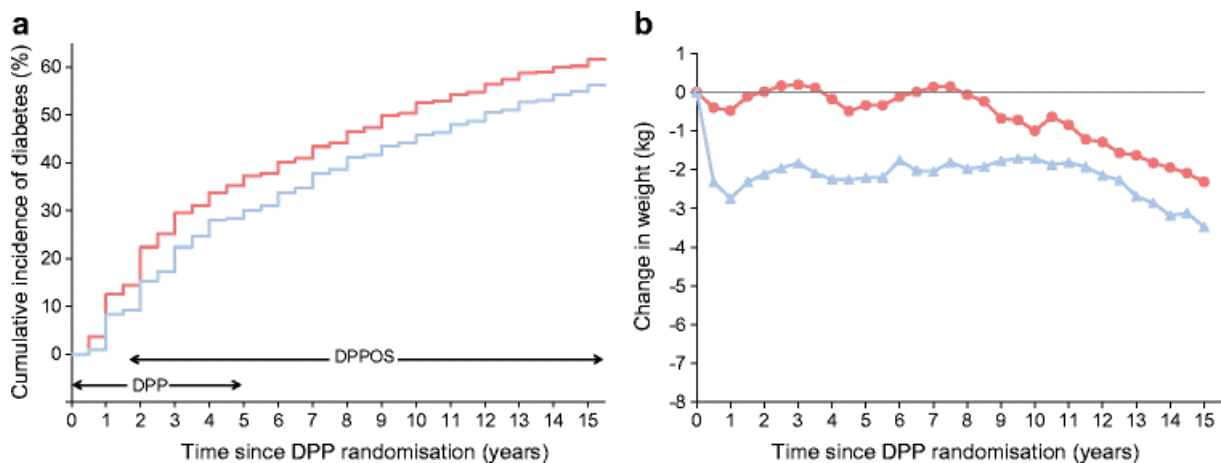 a
Cumulative incidence of diabetes (%)
60
50
40
30
20
10
0
DPPOS
DPP
0 1 2 3 4 5 6 7 8 9 10 11 12 13 14 15
Time since DPP randomisation (years)
b
Change in weight (kg)
1
0
-1
-2
-3
-4
-5
-6
-7
-8
0 1 2 3 4 5 6 7 8 9 10 11 12 13 14 15
Time since DPP randomisation (years)